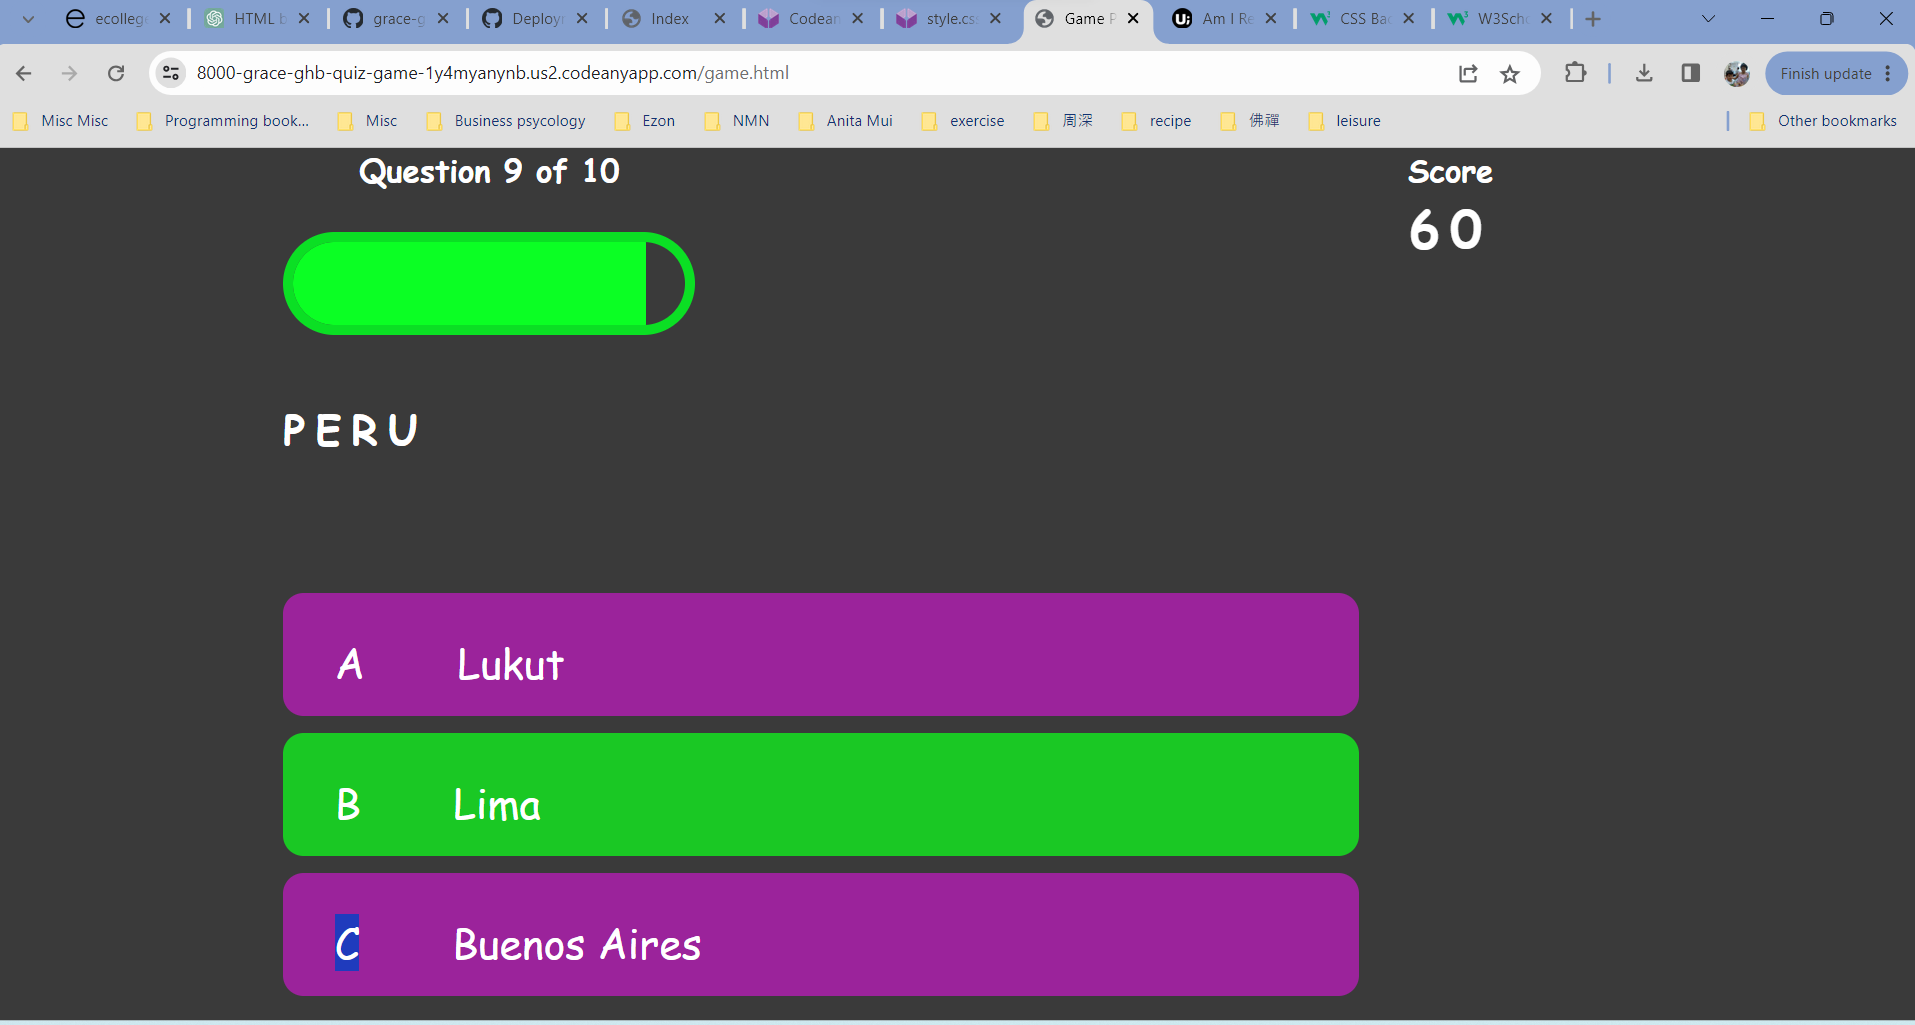 ecolleg
HTML b
grace-g
Deploy
Index
Codean
style.cs
Game P
Am I Re
CSS Bac
W3Sch
8000-grace-ghb-quiz-game-1y4myanynb.us2.codeanyapp.com/game.html
Finish update
Misc Misc
Programming book...
Misc
Business psycology
Ezon
NMN
Anita Mui
exercise
周深
recipe
佛禪
leisure
Other bookmarks
Question 9 of 10
Score
60
PERU
A Lukut
B Lima
C Buenos Aires